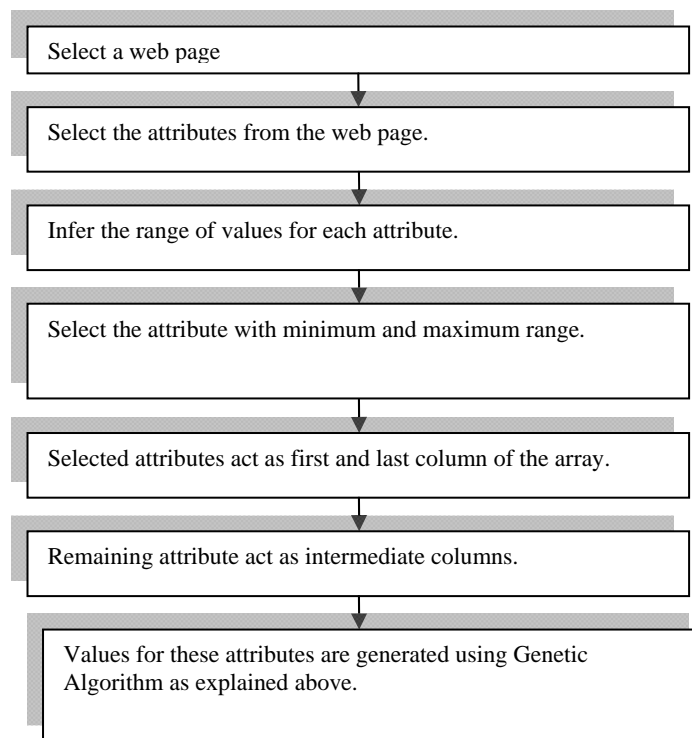 Select a web page
Select the attributes from the web page.
Infer the range of values for each attribute.
Select the attribute with minimum and maximum range.
Selected attributes act as first and last column of the array.
Remaining attribute act as intermediate columns.
Values for these attributes are generated using Genetic
Algorithm as explained above.